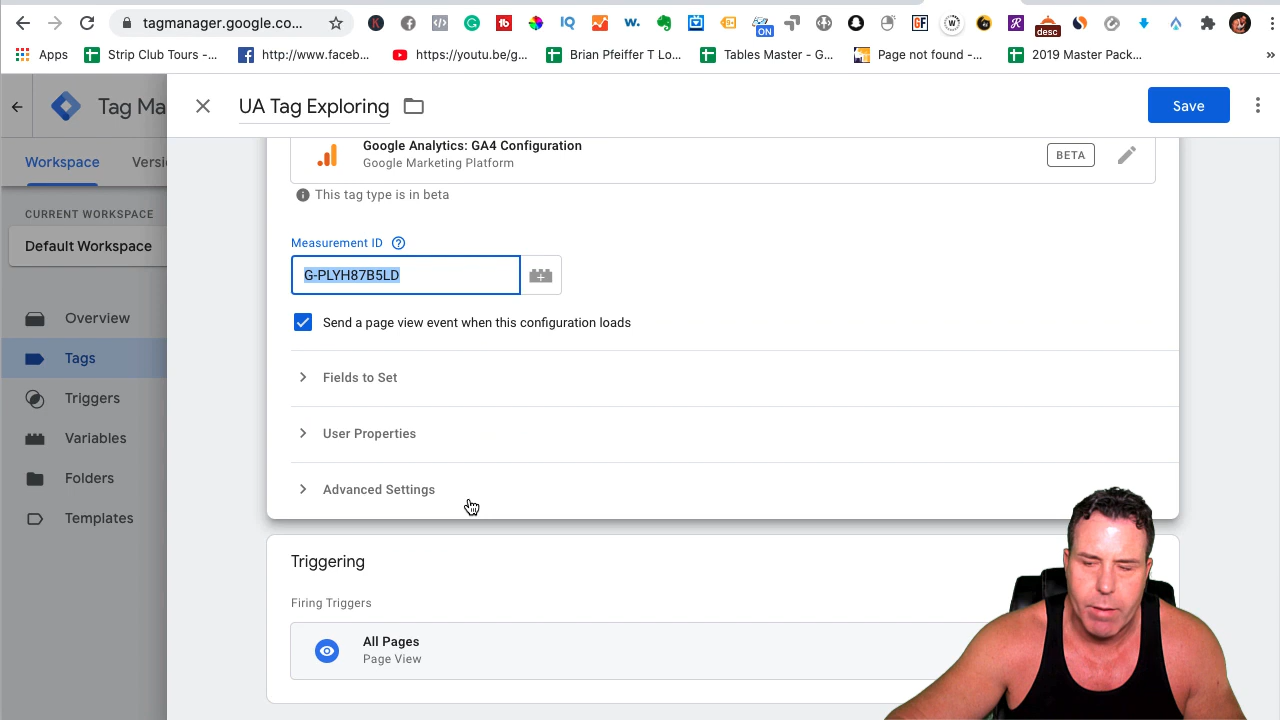 tagmanager.google.co...
ON
desc
Apps
Strip Club Tours -...
http://www.faceb...
https://youtu.be/g...
Brian Pfeiffer T Lo...
Tables Master - G...
Page not found -...
2019 Master Pack...
»
Tag Ma
UA Tag Exploring
Save
Workspace
Versi
Google Analytics: GA4 Configuration
Google Marketing Platform
BETA
This tag type is in beta
CURRENT WORKSPACE
Default Workspace
Measurement ID
G-PLYH87B5LD
Send a page view event when this configuration loads
Overview
Tags
Triggers
Variables
Folders
Templates
Fields to Set
User Properties
Advanced Settings
Triggering
Firing Triggers
All Pages
Page View